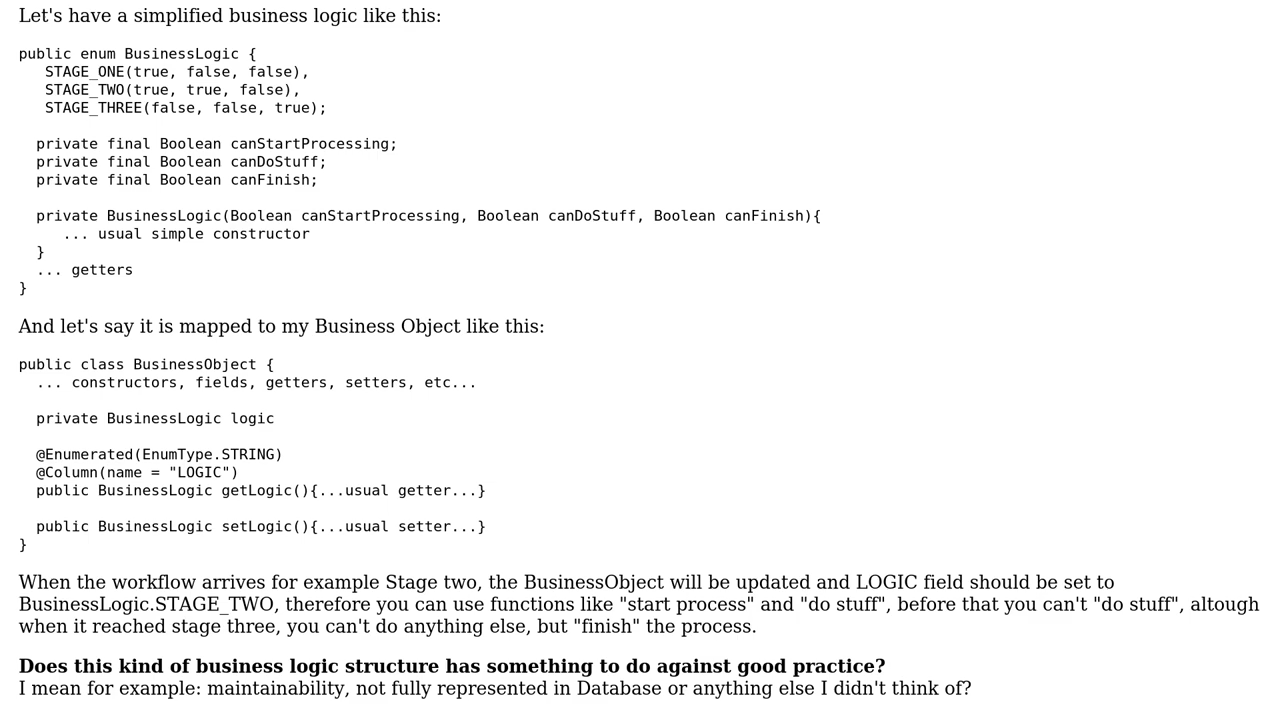 Let's have a simplified business logic like this:
public enum BusinessLogic {
   STAGE_ONE(true, false, false),
   STAGE_TWO(true, true, false),
   STAGE_THREE(false, false, true);
  private final Boolean canStartProcessing;
  private final Boolean canDoStuff;
  private final Boolean canFinish;
  private BusinessLogic(Boolean canStartProcessing, Boolean canDoStuff, Boolean canFinish){
     ... usual simple constructor
  }
  ... getters
}
And let's say it is mapped to my Business Object like this:
public class BusinessObject {
  ... constructors, fields, getters, setters, etc...
  private BusinessLogic logic
  @Enumerated(EnumType.STRING)
  @Column(name = "LOGIC")
  public BusinessLogic getLogic(){...usual getter...}
  public BusinessLogic setLogic(){...usual setter...}
}
When the workflow arrives for example Stage two, the BusinessObject will be updated and LOGIC field should be set to
BusinessLogic.STAGE_TWO, therefore you can use functions like "start process" and "do stuff", before that you can't "do stuff", altough
when it reached stage three, you can't do anything else, but "finish" the process.
Does this kind of business logic structure has something to do against good practice?
I mean for example: maintainability, not fully represented in Database or anything else I didn't think of?